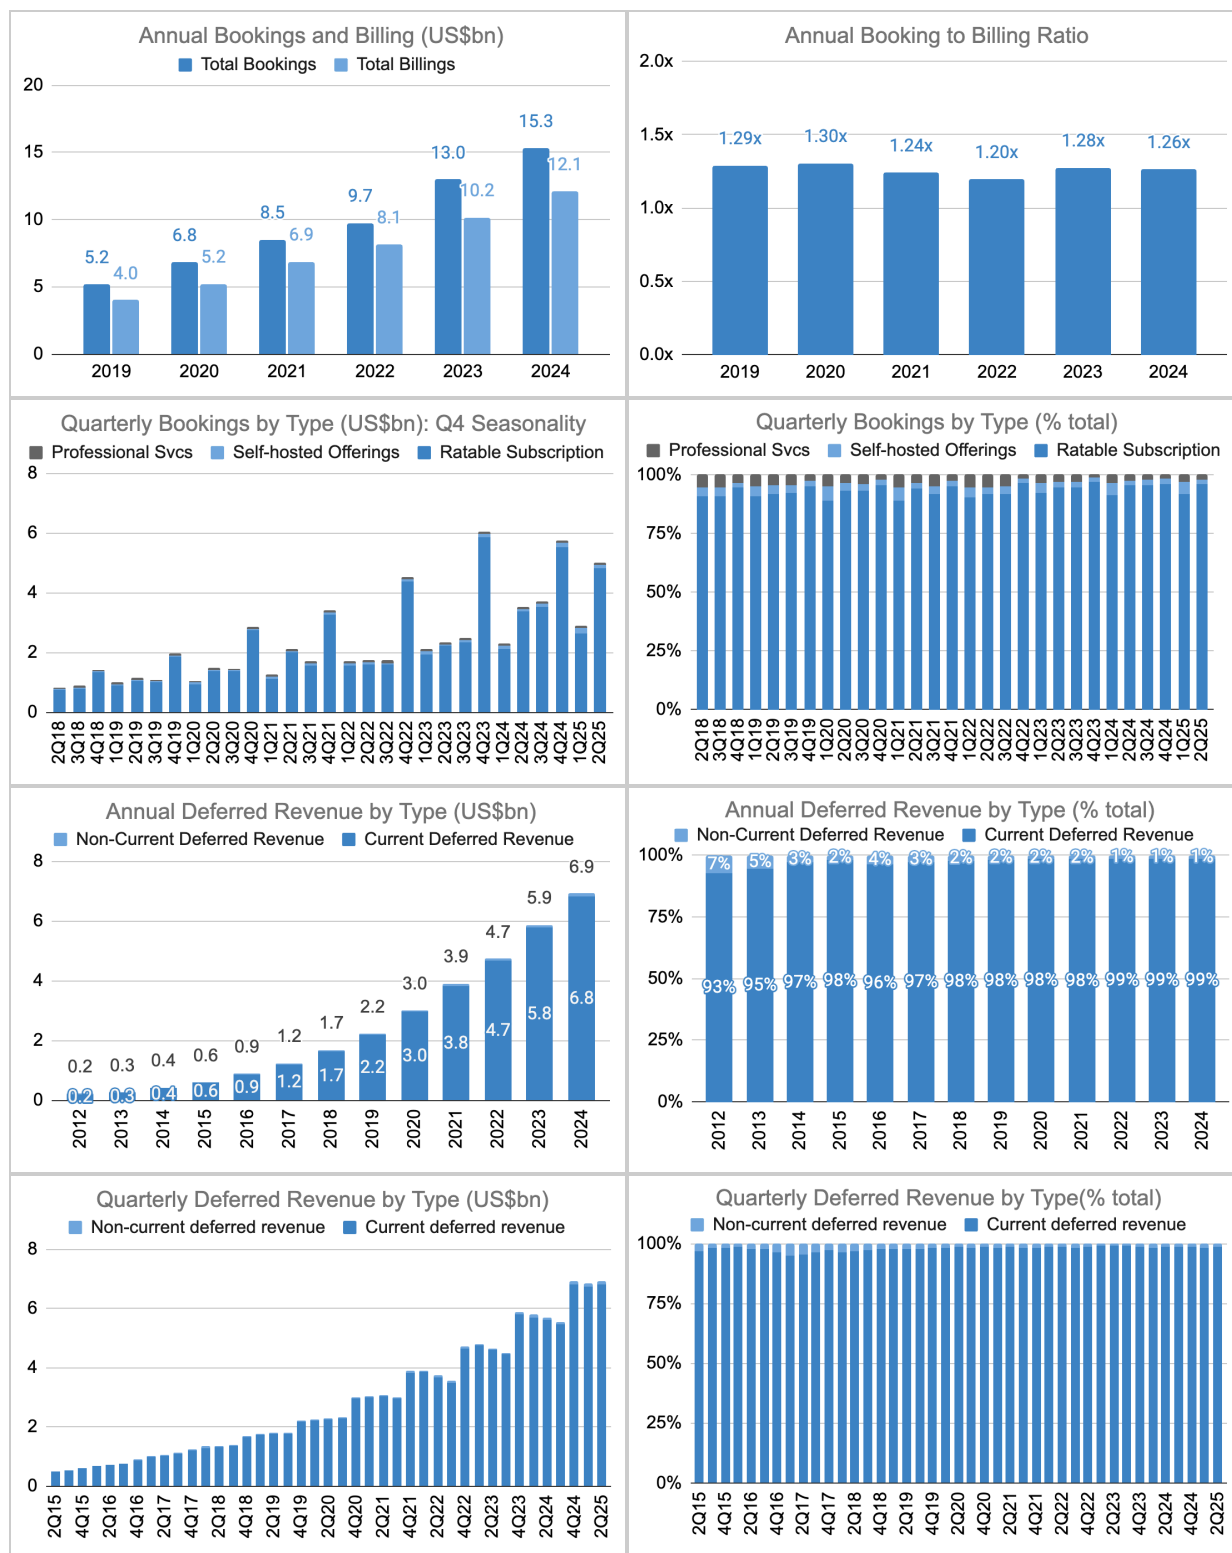 Annual Bookings and Billing (US$bn)
Total Bookings Total Billings
20
15
10
5
0
5.2 4.0
6.8 5.2
8.5 6.9
9.7 8.1
13.0 10.2
15.3 12.1
2019 2020 2021 2022 2023 2024
Annual Booking to Billing Ratio
2.0x
1.5x
1.0x
0.5x
0.0x
1.29x 1.30x 1.24x 1.20x 1.28x 1.26x
2019 2020 2021 2022 2023 2024
Quarterly Bookings by Type (US$bn): Q4 Seasonality
Professional Svcs Self-hosted Offerings Ratable Subscription
8
6
4
2
0
2Q18 3Q18 4Q18 1Q19 2Q19 3Q19 4Q19 1Q20 2Q20 3Q20 4Q20 1Q21 2Q21 3Q21 4Q21 1Q22 2Q22 3Q22 4Q22 1Q23 2Q23 3Q23 4Q23 1Q24 2Q24 3Q24 4Q24 1Q25 2Q25
Quarterly Bookings by Type (% total)
Professional Svcs Self-hosted Offerings Ratable Subscription
100%
75%
50%
25%
0%
2Q18 3Q18 4Q18 1Q19 2Q19 3Q19 4Q19 1Q20 2Q20 3Q20 4Q20 1Q21 2Q21 3Q21 4Q21 1Q22 2Q22 3Q22 4Q22 1Q23 2Q23 3Q23 4Q23 1Q24 2Q24 3Q24 4Q24 1Q25 2Q25
Annual Deferred Revenue by Type (US$bn)
Non-Current Deferred Revenue Current Deferred Revenue
8
6
4
2
0
0.2 0.3 0.4 0.6 0.9 1.2 1.7 2.2 3.0 3.9 4.7 5.9 6.9
0.2 0.3 0.4 0.6 0.9 1.2 1.7 2.2 3.0 3.8 4.7 5.8 6.8
2012 2013 2014 2015 2016 2017 2018 2019 2020 2021 2022 2023 2024
Annual Deferred Revenue by Type (% total)
Non-Current Deferred Revenue Current Deferred Revenue
100%
75%
50%
25%
0%
7% 5% 3% 2% 4% 3% 2% 2% 2% 2% 1% 1% 1%
93% 95% 97% 98% 96% 97% 98% 98% 98% 98% 99% 99% 99%
2012 2013 2014 2015 2016 2017 2018 2019 2020 2021 2022 2023 2024
Quarterly Deferred Revenue by Type (US$bn)
Non-current deferred revenue Current deferred revenue
8
6
4
2
0
2Q15 4Q15 2Q16 4Q16 2Q17 4Q17 2Q18 4Q18 2Q19 4Q19 2Q20 4Q20 2Q21 4Q21 2Q22 4Q22 2Q23 4Q23 2Q24 4Q24 2Q25
Quarterly Deferred Revenue by Type(% total)
Non-current deferred revenue Current deferred revenue
100%
75%
50%
25%
0%
2Q15 4Q15 2Q16 4Q16 2Q17 4Q17 2Q18 4Q18 2Q19 4Q19 2Q20 4Q20 2Q21 4Q21 2Q22 4Q22 2Q23 4Q23 2Q24 4Q24 2Q25